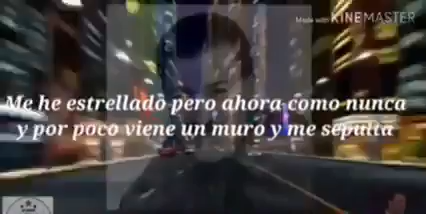 Made with KINEMASTER
Me he estrellado pero ahora como nunca
y por poco viene un muro y me sepulta